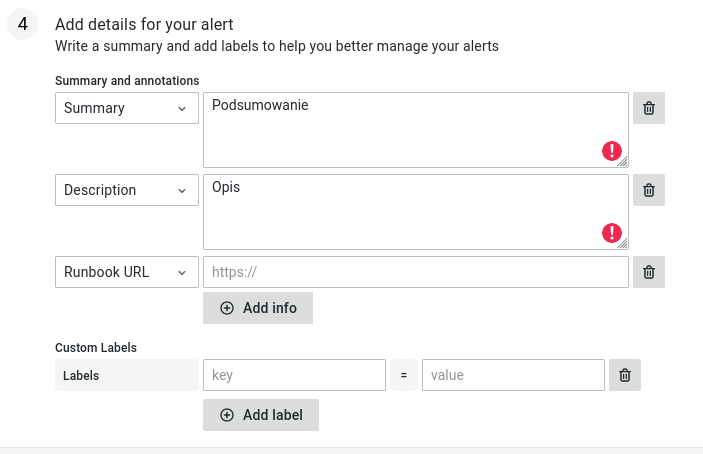 4
Add details for your alert
Write a summary and add labels to help you better manage your alerts
Summary and annotations
Summary
Podsumowanie
Description
Opis
Runbook URL
https://
Add info
Custom Labels
Labels
key
=
value
Add label